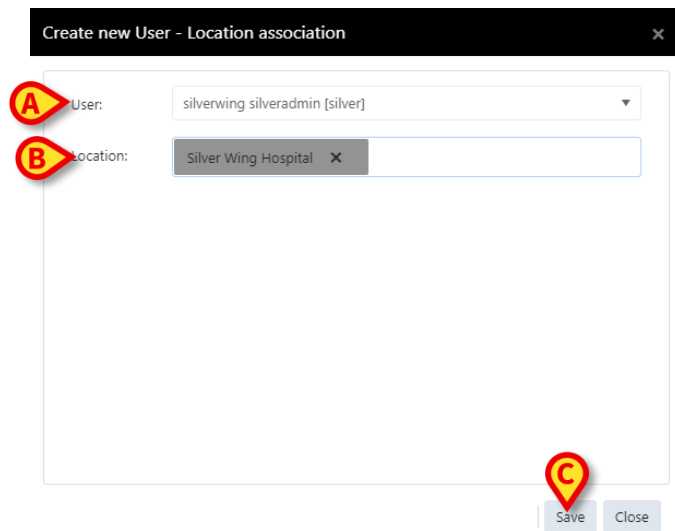 Create new User - Location association ×
A User: silverwing silveradmin [silver]
B Location: Silver Wing Hospital ×
C
Save Close